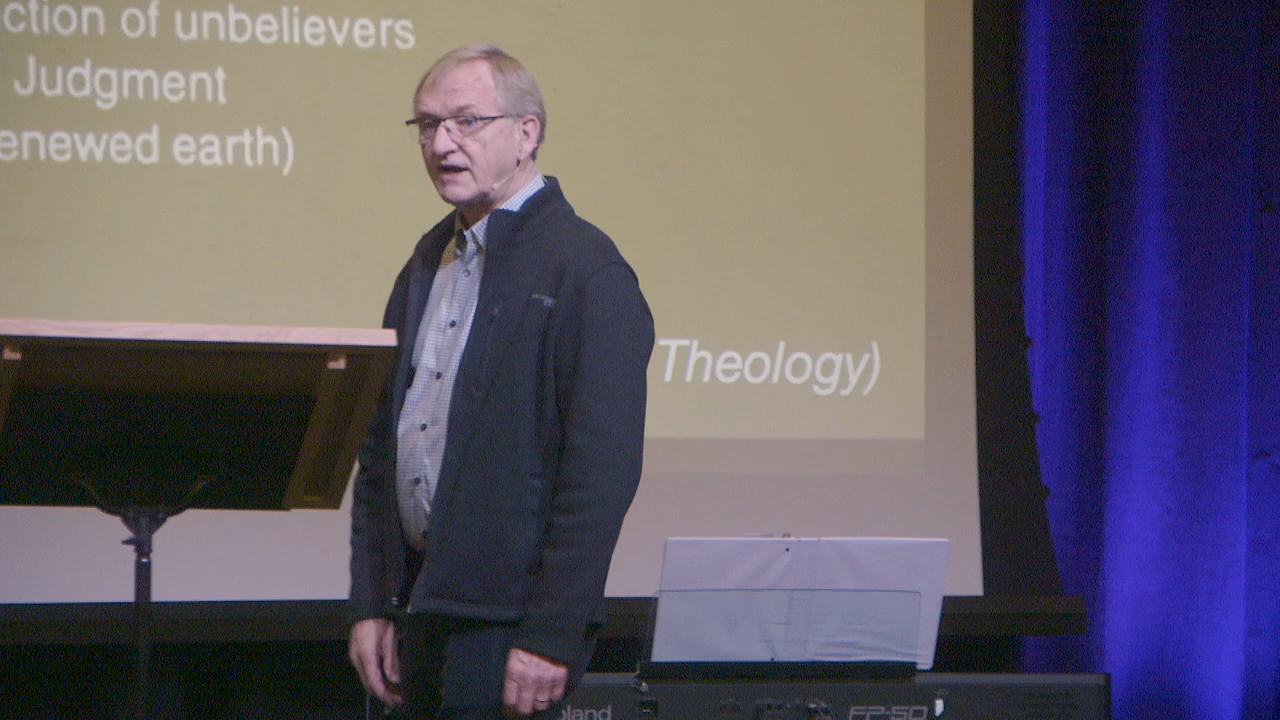 ction of unbelievers
Judgment
enewed earth)
Theology)
oland
FP-50